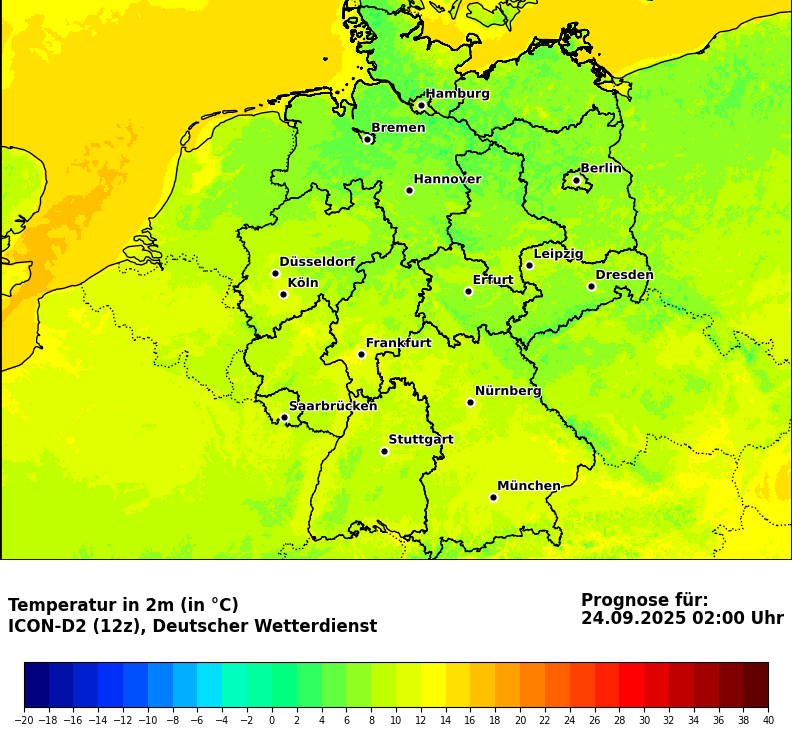 Hamburg
Bremen
Berlin
Hannover
Leipzig
Düsseldorf
Dresden
Köln
Erfurt
Frankfurt
Nürnberg
Saarbrücken
Stuttgart
München
Temperatur in 2m (in °C)
ICON-D2 (12z), Deutscher Wetterdienst
Prognose für:
24.09.2025 02:00 Uhr
−20 −18 −16 −14 −12 −10 −8 −6 −4 −2 0 2 4 6 8 10 12 14 16 18 20 22 24 26 28 30 32 34 36 38 40